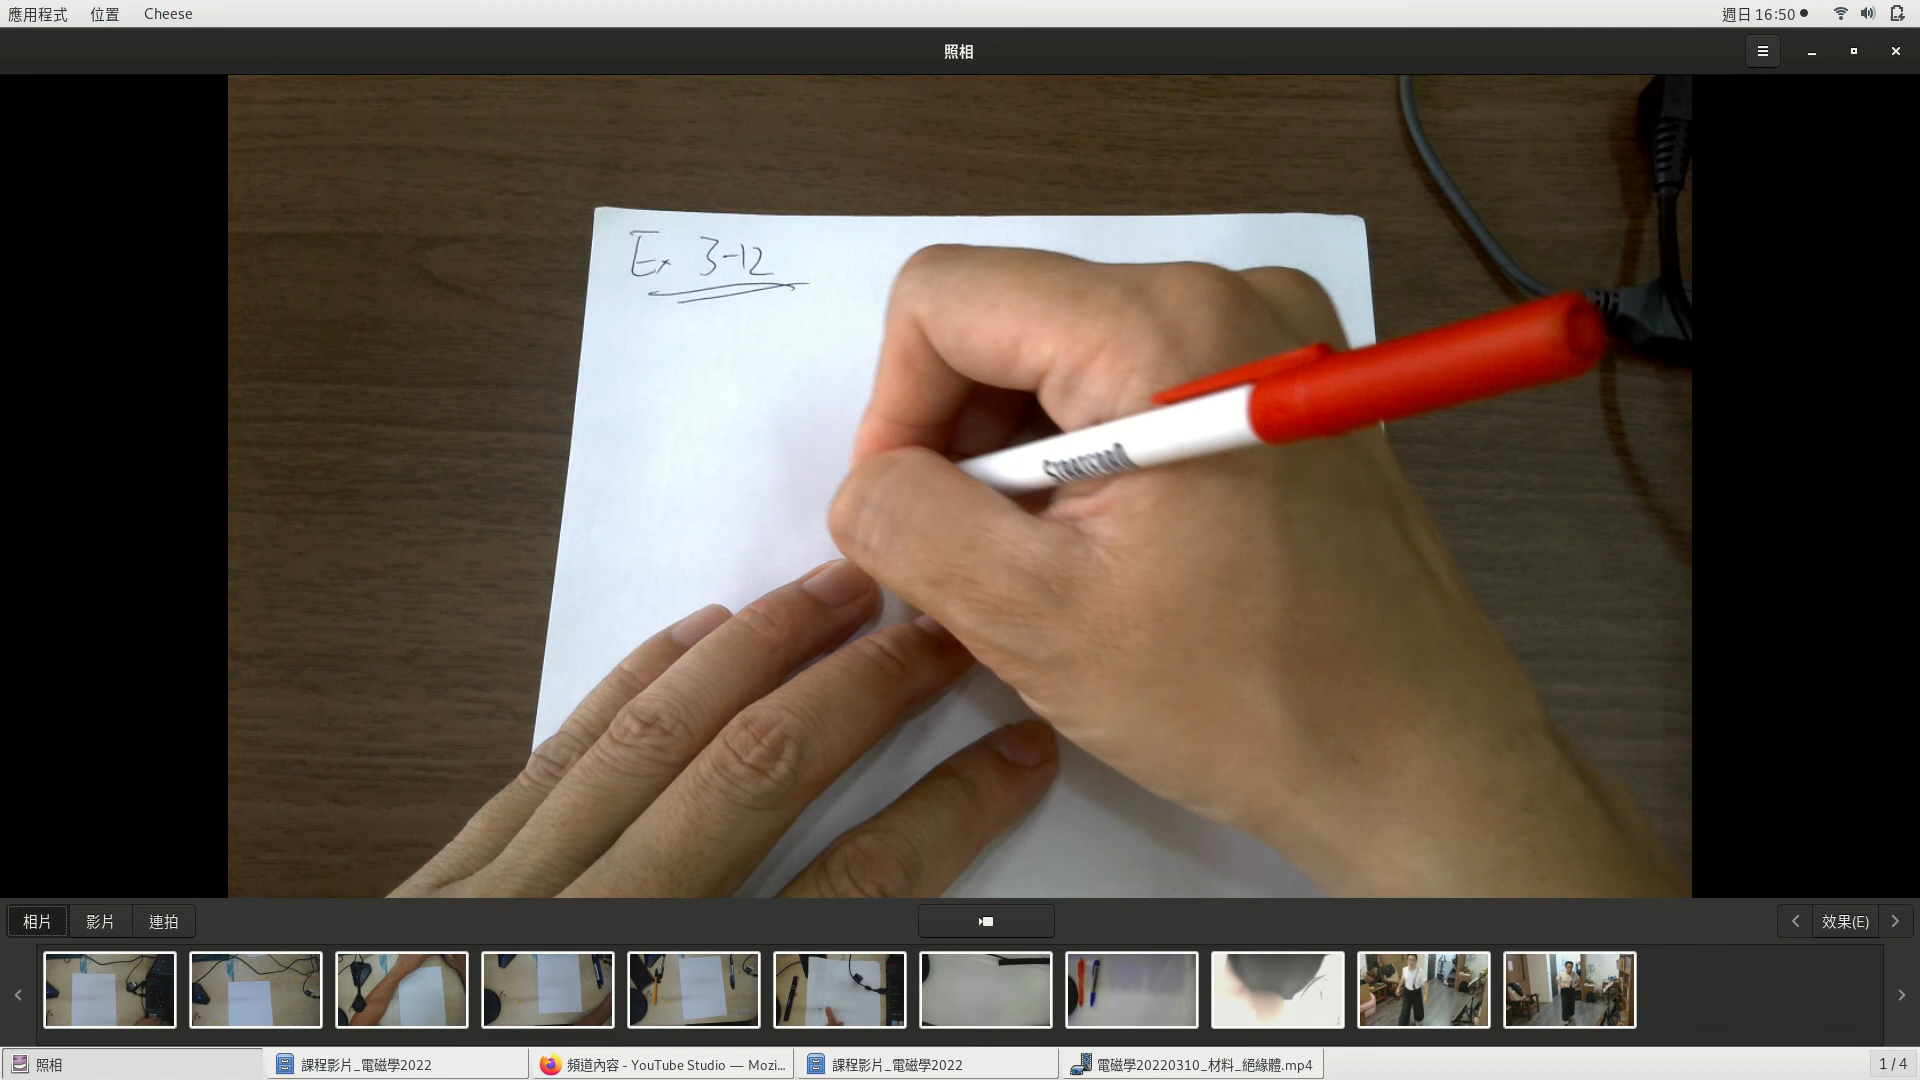 應用程式 位置 Cheese 週日 16:50
照相
Ex 3-12
相片 影片 連拍 效果(E)
照相 課程影片_電磁學2022 頻道內容 - YouTube Studio — Mozi... 課程影片_電磁學2022 電磁學20220310_材料_絕緣體.mp4 1 / 4